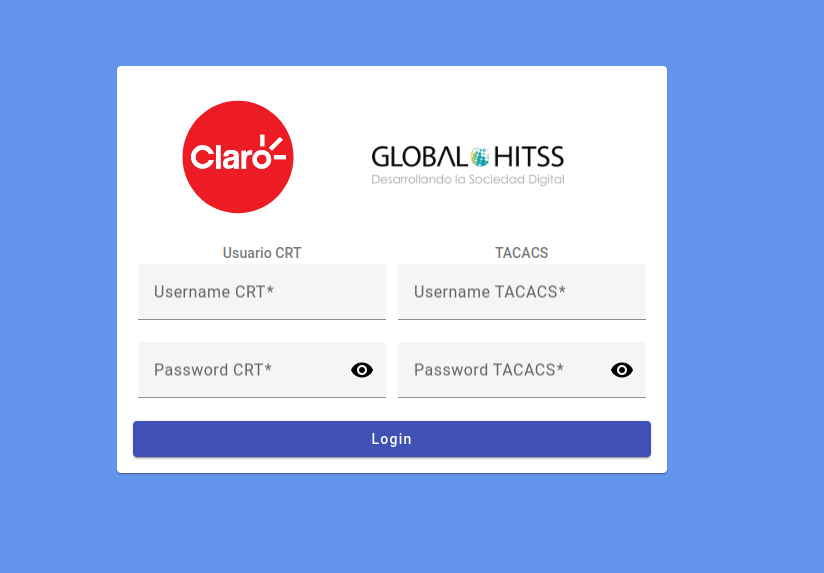 Claro
GLOBAL HITSS
Desarrollando la Sociedad Digital
Usuario CRT
TACACS
Username CRT*
Username TACACS*
Password CRT*
Password TACACS*
Login